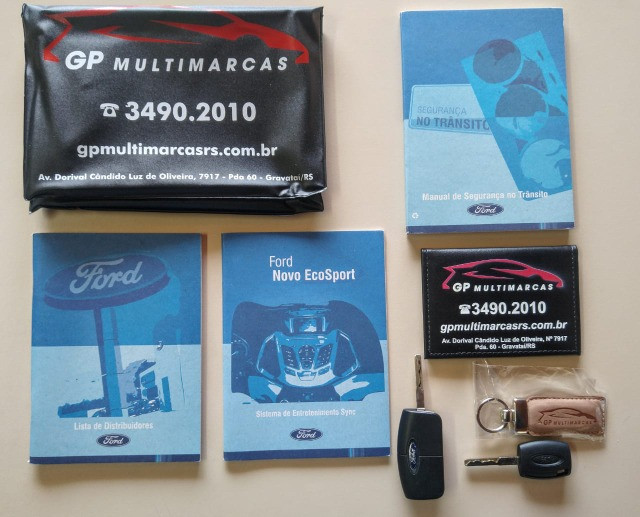 GP MULTIMARCAS
☎ 3490.2010
gpmultimarcasrs.com.br
Av. Dorival Cândido Luz de Oliveira, 7917 - Pda 60 - Gravataí/RS
SEGURANÇA
NO TRÂNSITO
Manual de Segurança no Trânsito
Ford
Ford
Lista de Distribuidores
Ford
Ford
Novo EcoSport
Sistema de Entretenimento Sync
Ford
GP MULTIMARCAS
☎ 3490.2010
gpmultimarcasrs.com.br
Av. Dorival Cândido Luz de Oliveira, Nº 7917
Pda. 60 - Gravataí/RS
Ford
GP MULTIMARCAS
Ford